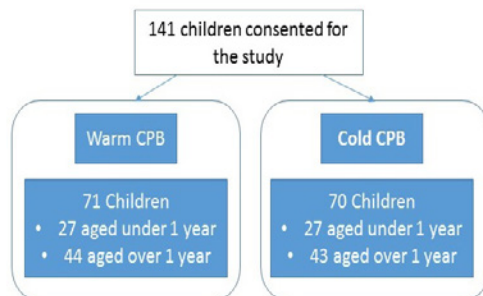 141 children consented for
the study
Warm CPB
71 Children
• 27 aged under 1 year
• 44 aged over 1 year
Cold CPB
70 Children
• 27 aged under 1 year
• 43 aged over 1 year